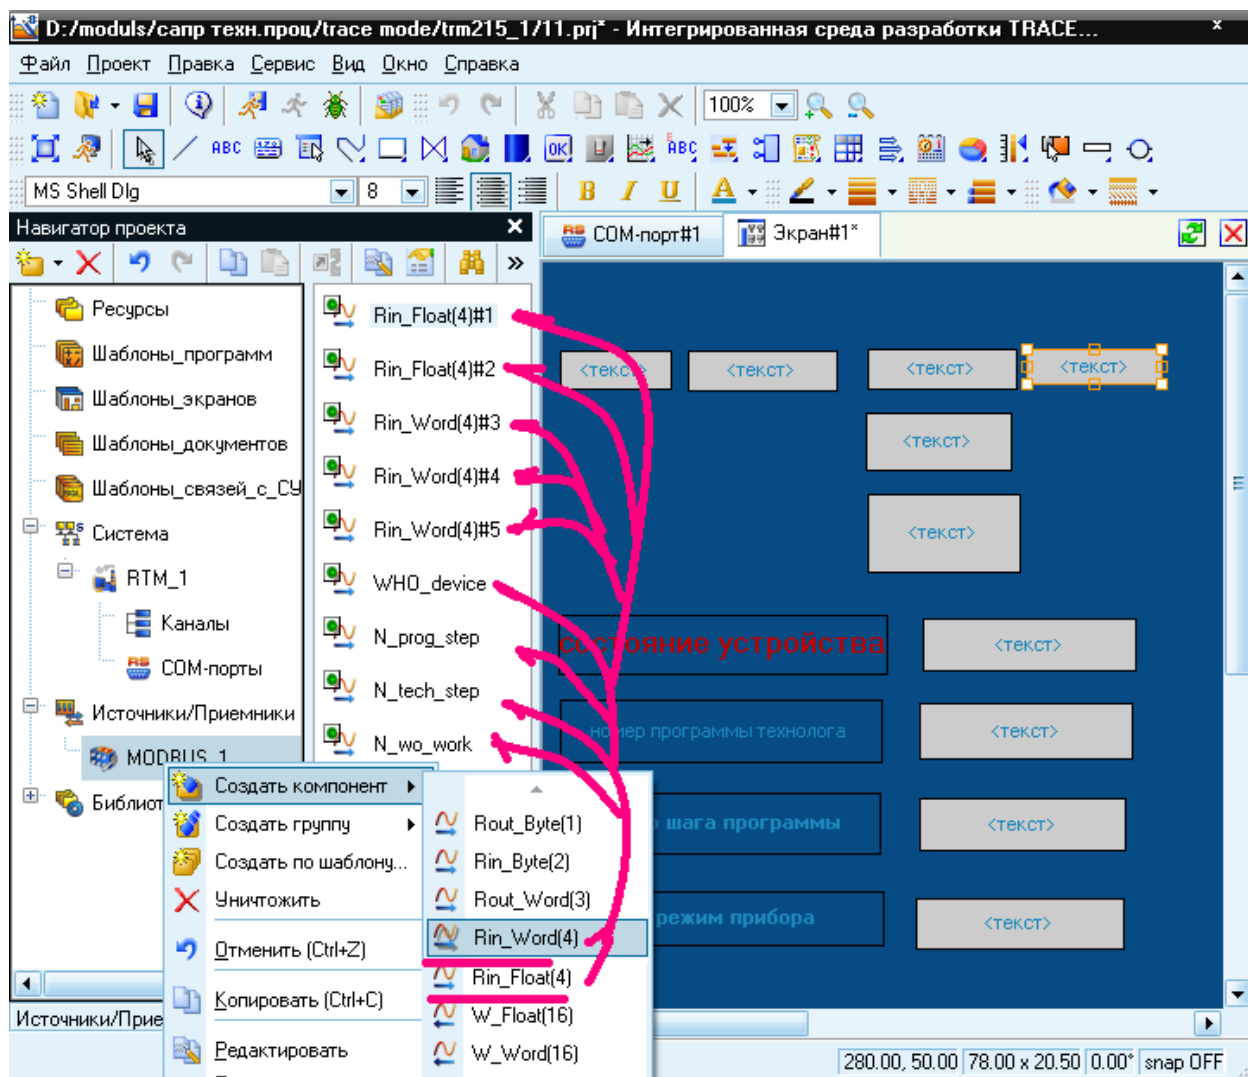 D:/moduls/сапр техн.проц/trace mode/trm215_1/11.prj* - Интегрированная среда разработки TRACE...
Файл Проект Правка Сервис Вид Окно Справка
100%
ABC OK ABC
MS Shell Dlg 8 B I U A
Навигатор проекта
COM-порт#1 Экран#1*
Ресурсы
Шаблоны_программ
Шаблоны_экранов
Шаблоны_документов
Шаблоны_связей_с_СУ
Система
RTM_1
Каналы
COM-порты
Источники/Приемники
MODBUS_1
Библиот
Rin_Float(4)#1
Rin_Float(4)#2
Rin_Word(4)#3
Rin_Word(4)#4
Rin_Word(4)#5
WHO_device
N_prog_step
N_tech_step
N_wo_work
<текст> <текст> <текст> <текст>
<текст>
<текст>
состояние устройства <текст>
номер программы технолога <текст>
шага программы <текст>
режим прибора <текст>
Создать компонент
Создать группу
Создать по шаблону...
Уничтожить
Отменить (Ctrl+Z)
Копировать (Ctrl+C)
Редактировать
Rout_Byte(1)
Rin_Byte(2)
Rout_Word(3)
Rin_Word(4)
Rin_Float(4)
W_Float(16)
W_Word(16)
Источники/Прие
280.00, 50.00 78.00 x 20.50 0.00° snap OFF